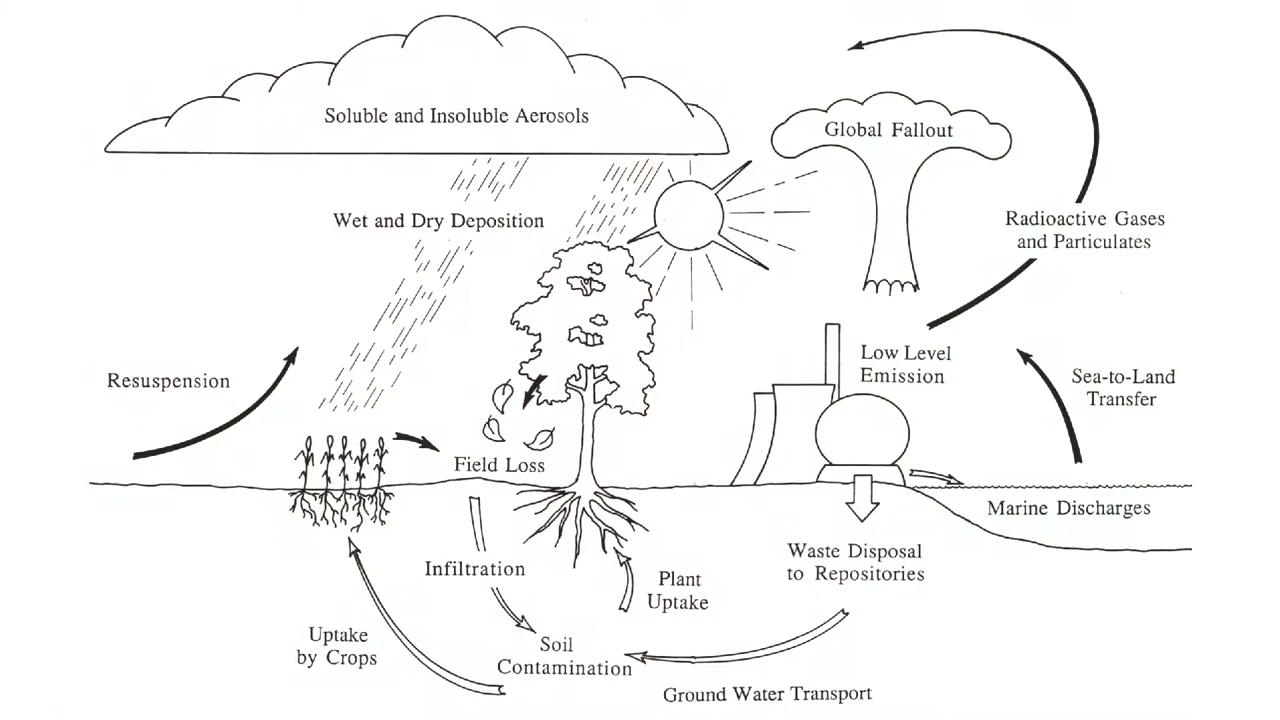 Soluble and Insoluble Aerosols
Global Fallout
Wet and Dry Deposition
Radioactive Gases
and Particulates
Resuspension
Low Level
Emission
Sea-to-Land
Transfer
Field Loss
Marine Discharges
Infiltration
Plant
Uptake
Waste Disposal
to Repositories
Uptake
by Crops
Soil
Contamination
Ground Water Transport